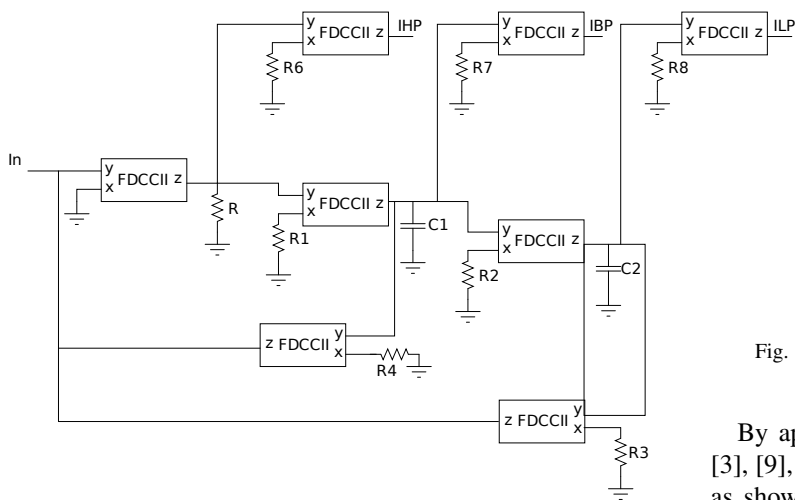 y
x
FDCCII
z
IHP
R6
y
x
FDCCII
z
IBP
R7
y
x
FDCCII
z
ILP
R8
In
y
x
FDCCII
z
R
y
x
FDCCII
z
R1
C1
y
x
FDCCII
z
R2
C2
z
FDCCII
y
x
R4
z
FDCCII
y
x
R3
Fig.
By ap
[3], [9],
as show